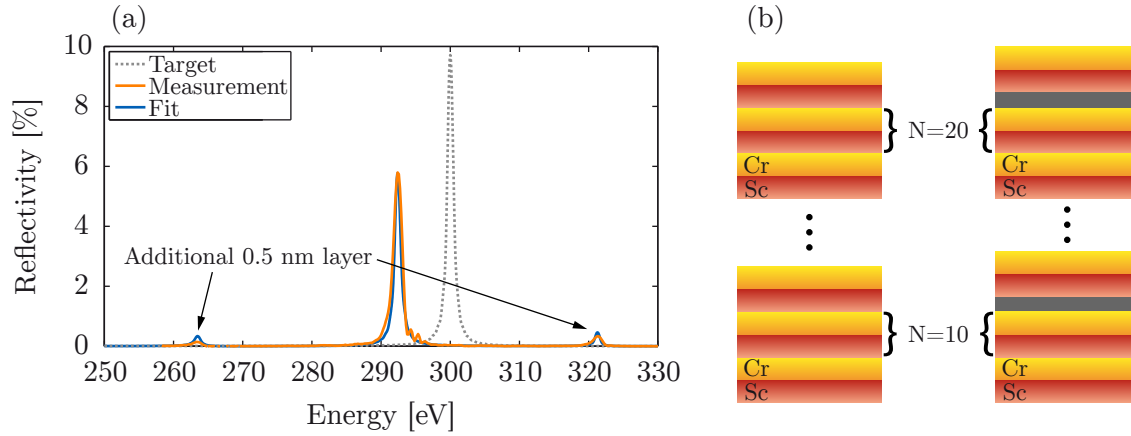 (a)
10
8
6
4
2
0
Reflectivity [%]
Target
Measurement
Fit
Additional 0.5 nm layer
250 260 270 280 290 300 310 320 330
Energy [eV]
(b)
N=20
Cr
Sc
N=10
Cr
Sc
Cr
Sc
Cr
Sc